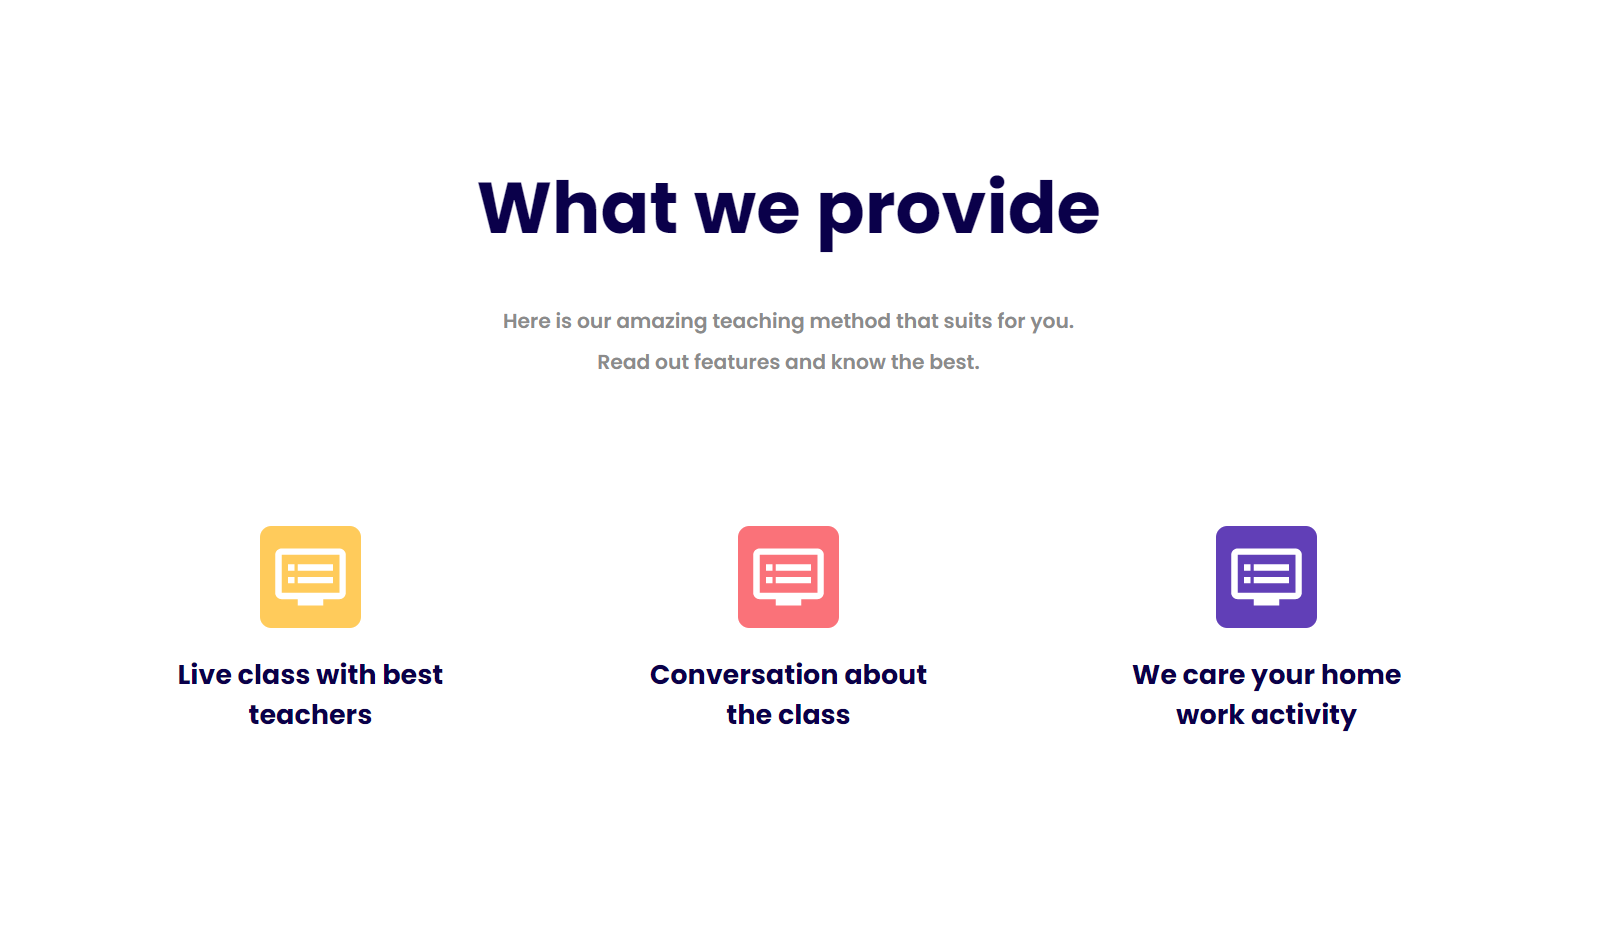 What we provide
Here is our amazing teaching method that suits for you.
Read out features and know the best.
Live class with best
teachers
Conversation about
the class
We care your home
work activity